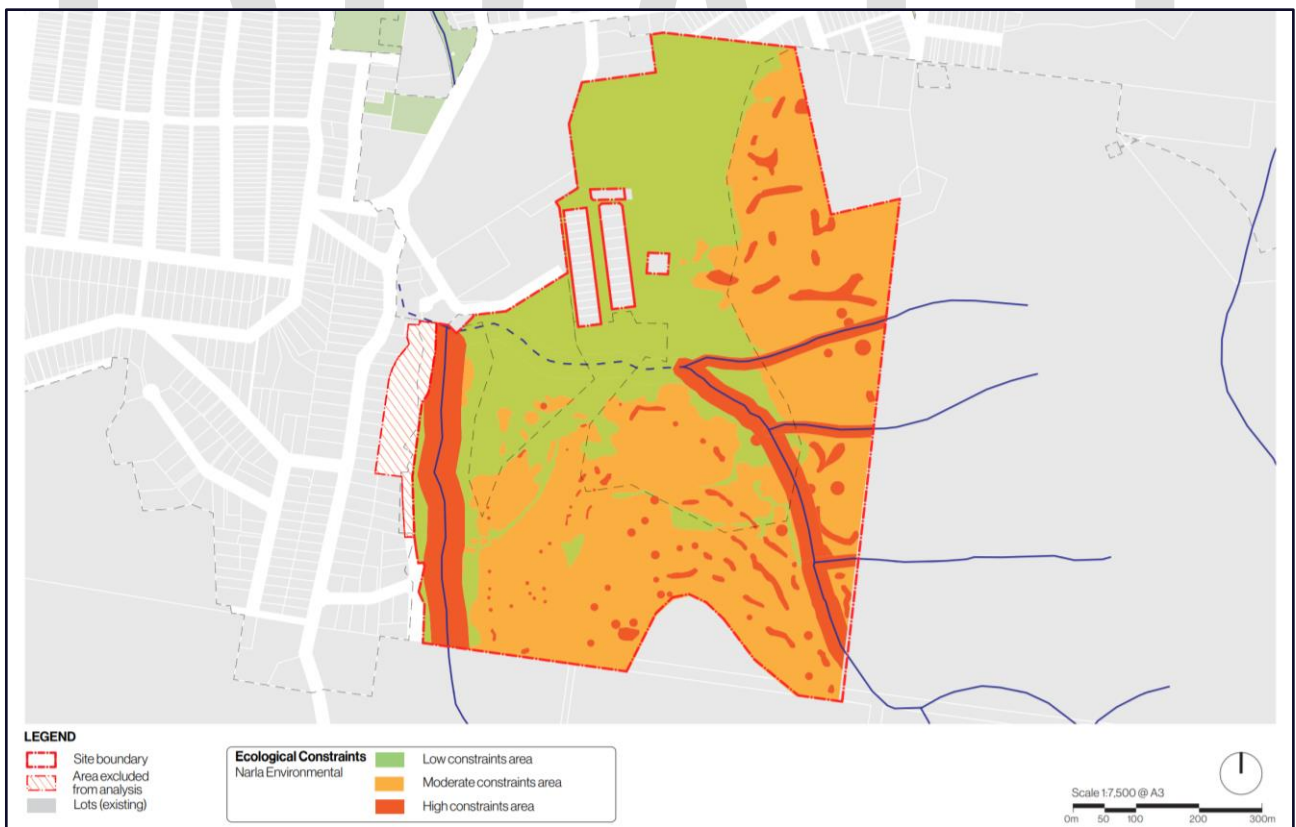 LEGEND
Site boundary
Area excluded
from analysis
Lots (existing)
Ecological Constraints
Narla Environmental
Low constraints area
Moderate constraints area
High constraints area
Scale 1:7,500 @ A3
0m 50 100 200 300m